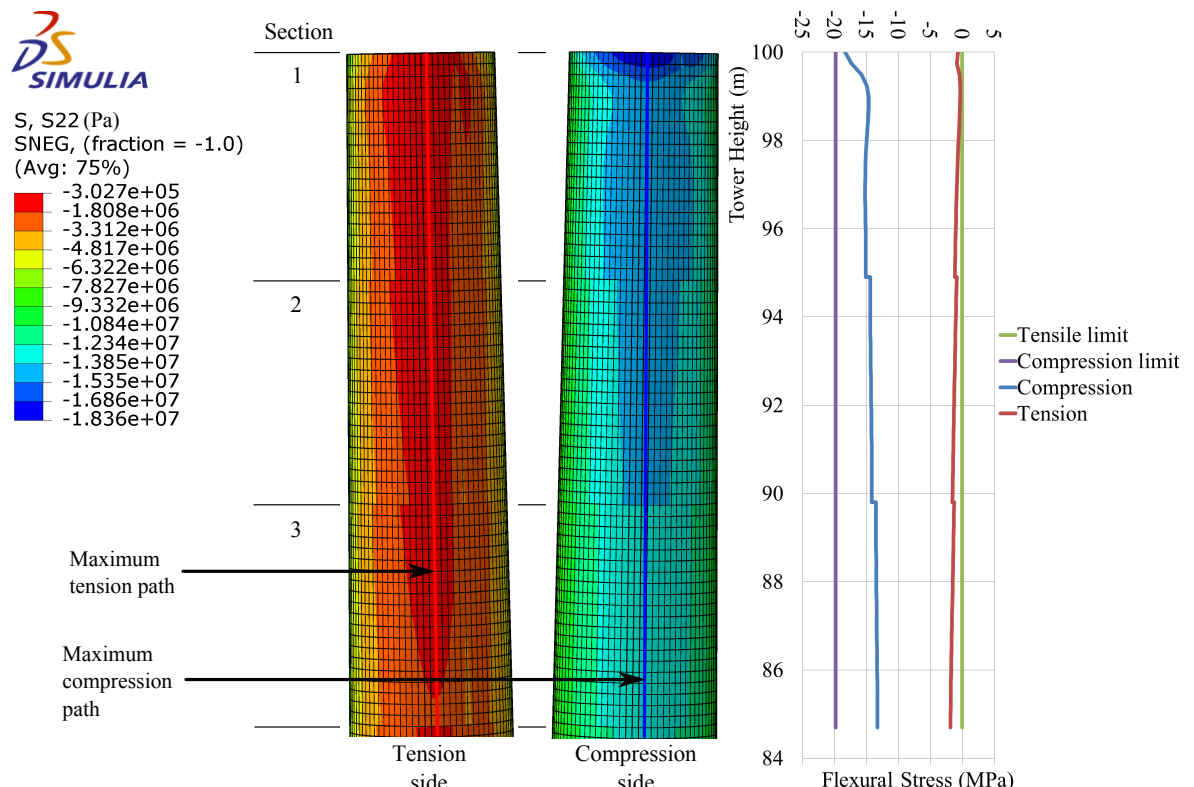 SIMULIA
S, S22 (Pa)
SNEG, (fraction = -1.0)
(Avg: 75%)
-3.027e+05
-1.808e+06
-3.312e+06
-4.817e+06
-6.322e+06
-7.827e+06
-9.332e+06
-1.084e+07
-1.234e+07
-1.385e+07
-1.535e+07
-1.686e+07
-1.836e+07
Section
1
2
3
Maximum
tension path
Maximum
compression
path
Tension
side
Compression
side
-25
-20
-15
-10
-5
0
5
Tower Height (m)
100
98
96
94
92
90
88
86
84
Flexural Stress (MPa)
Tensile limit
Compression limit
Compression
Tension